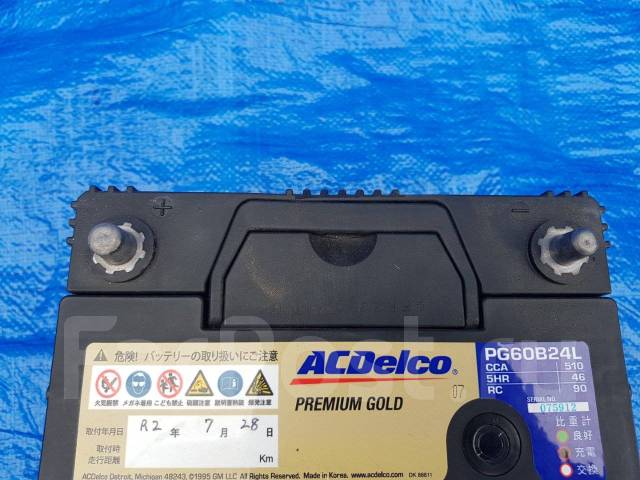 +
−
危険! バッテリーの取り扱いにご注意
火気厳禁 メガネ着用 こども禁止 硫酸注意 説明書熟読 爆発注意
取付年月日 R2 年 7 月 28 日
取付時走行距離 Km
ACDelco Detroit, Michigan 48243, ©1995 GM LLC All Rights Reserved. Made in Korea. www.acdelco.com DK 86611
ACDelco
PREMIUM GOLD
07
PG60B24L
CCA 510
5HR 46
RC 90
SERIAL NO.
075912
比重計
良好
充電
交換